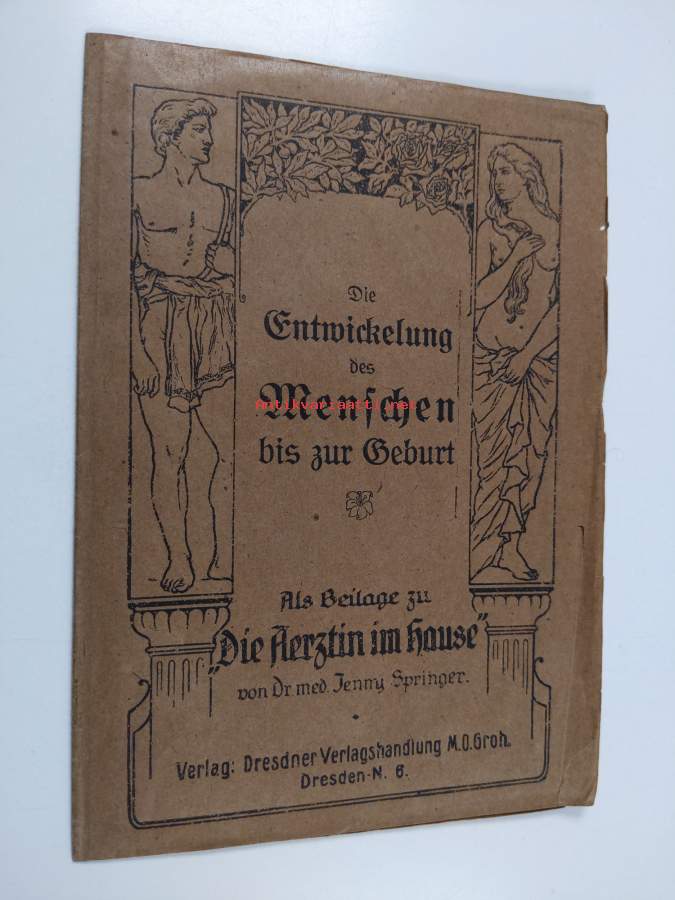 Die
Entwickelung
des
Menschen
Antikvariaatti.net
bis zur Geburt
Als Beilage zu
„Die Aerztin im Hause“
von Dr. med. Jenny Springer.
Verlag: Dresdner Verlagshandlung M.O. Groh.
Dresden-N. 6.